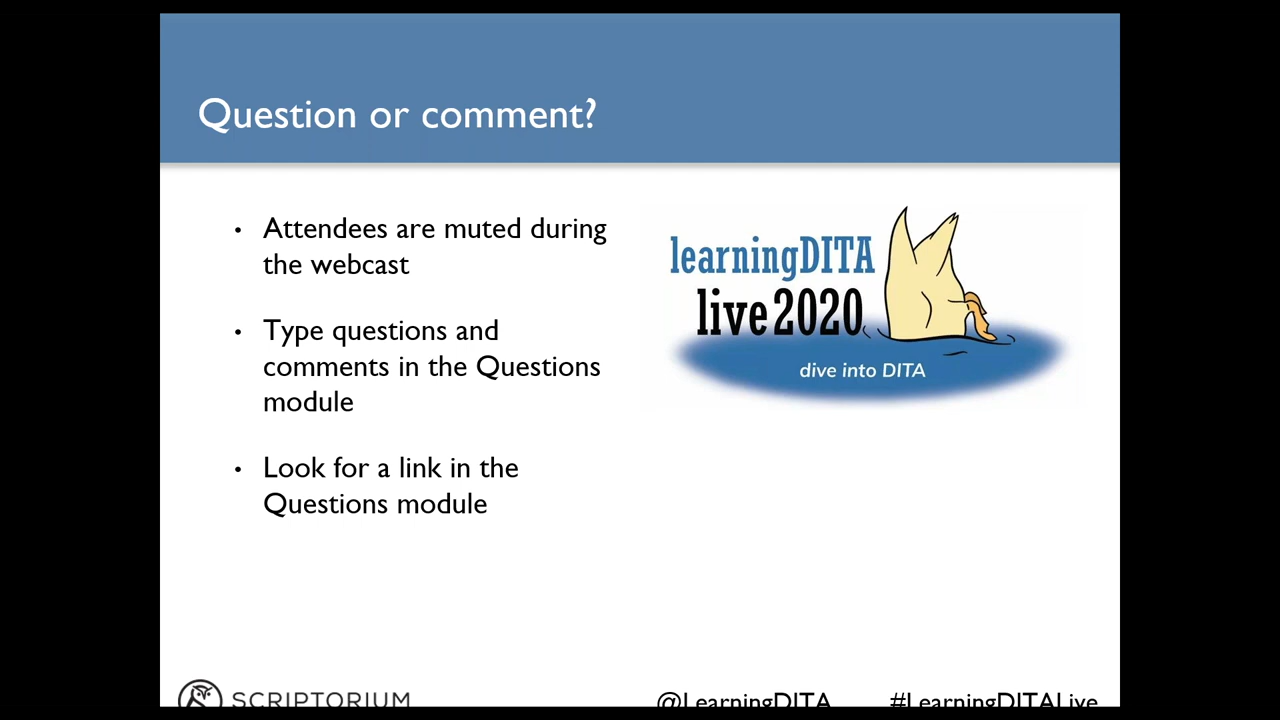 Question or comment?
• Attendees are muted during
the webcast
• Type questions and
comments in the Questions
module
• Look for a link in the
Questions module
learningDITA
live2020
dive into DITA
SCRIPTORIUM
@LearningDITA
#LearningDITALive